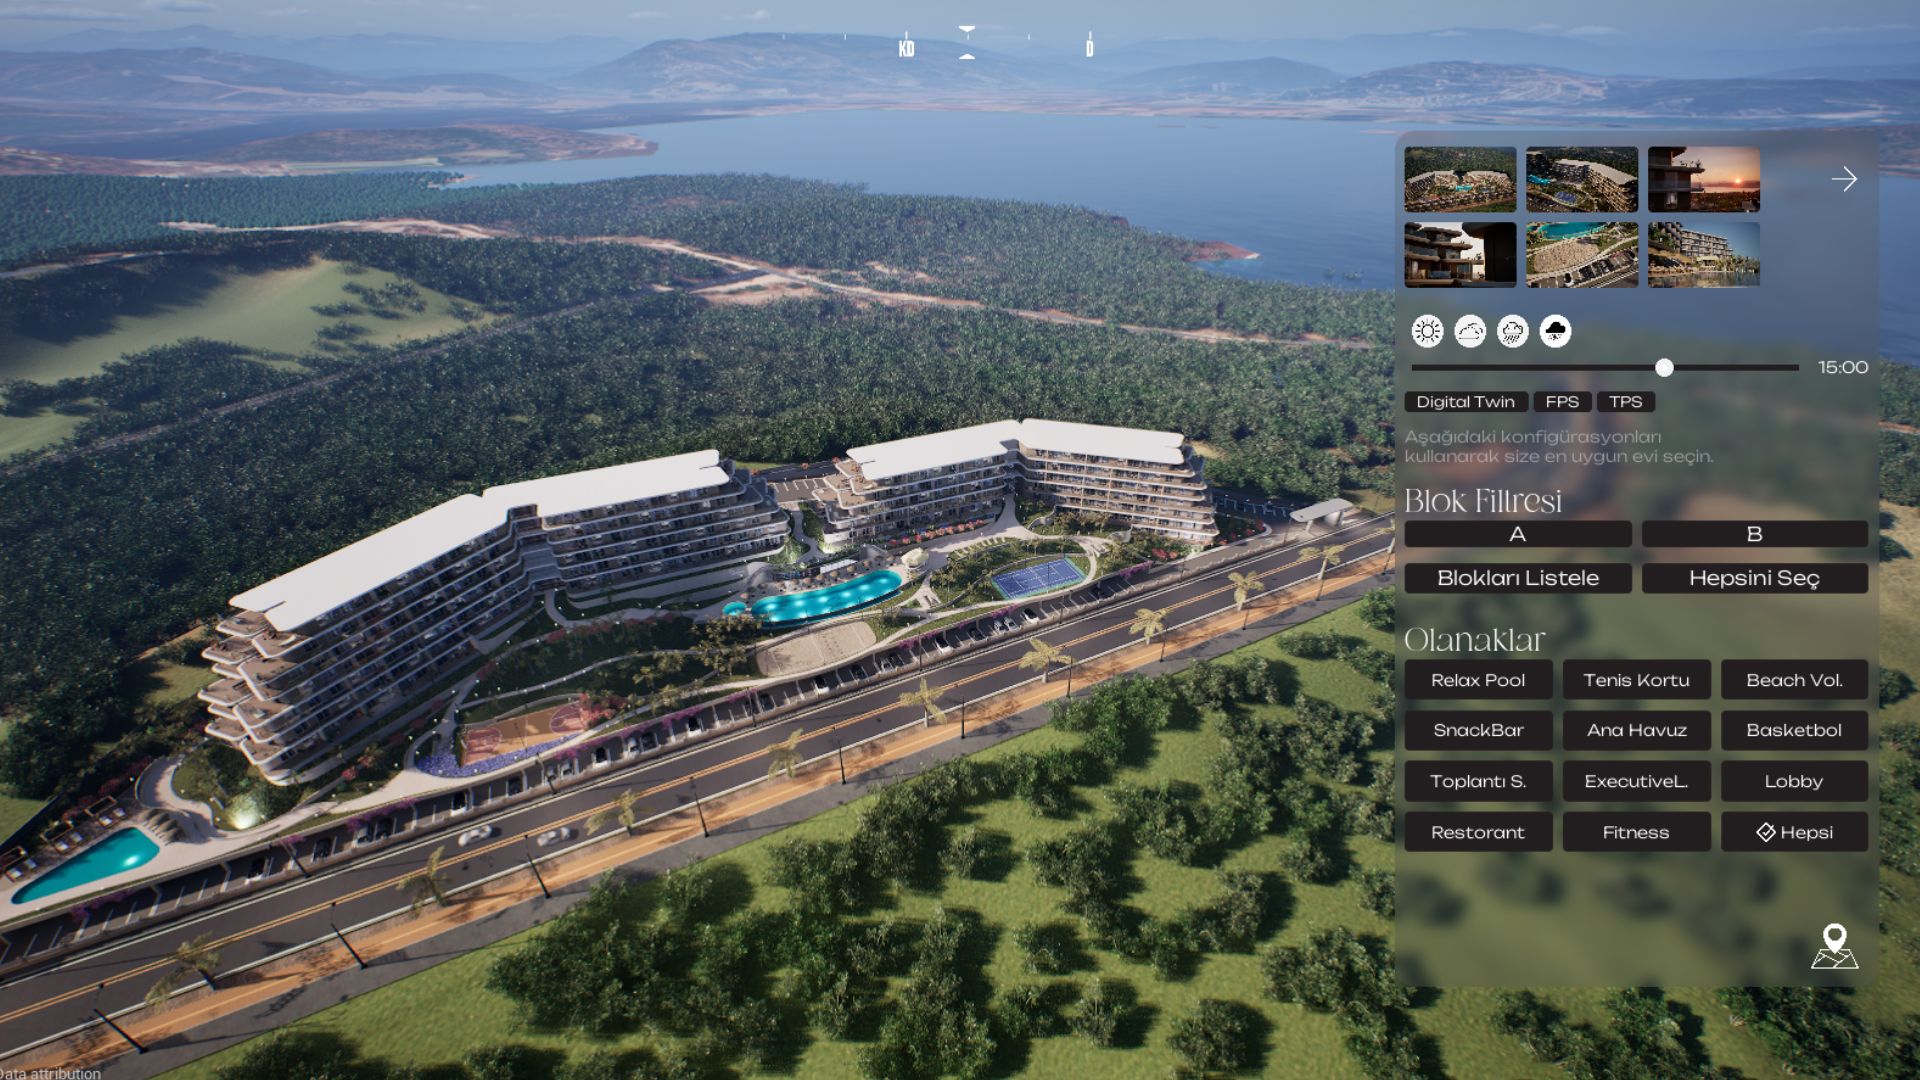 KD
D
15:00
Digital Twin
FPS
TPS
Aşağıdaki konfigürasyonları
kullanarak size en uygun evi seçin.
Blok Filtresi
A
B
Blokları Listele
Hepsini Seç
Olanaklar
Relax Pool
Tenis Kortu
Beach Vol.
SnackBar
Ana Havuz
Basketbol
Toplantı S.
ExecutiveL.
Lobby
Restorant
Fitness
Hepsi
Data attribution